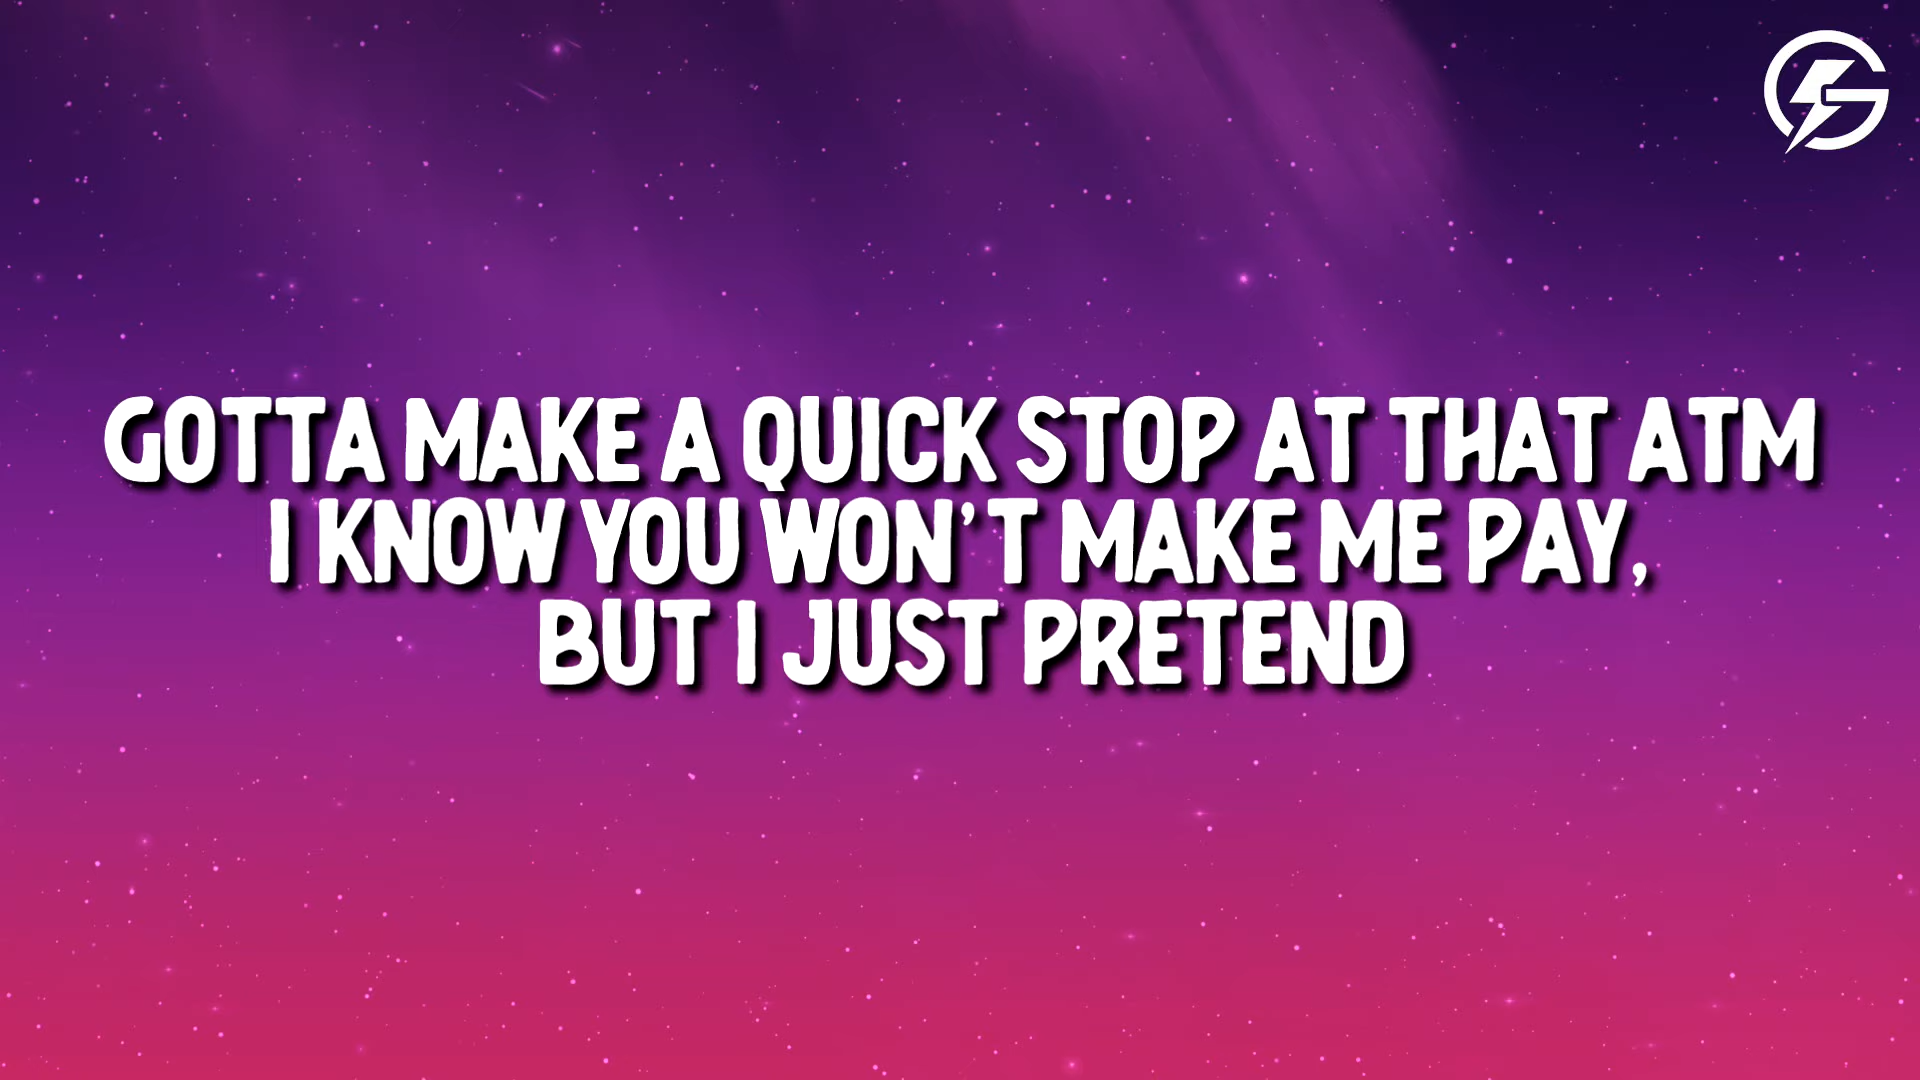 GOTTA MAKE A QUICK STOP AT THAT ATM
I KNOW YOU WON'T MAKE ME PAY,
BUT I JUST PRETEND